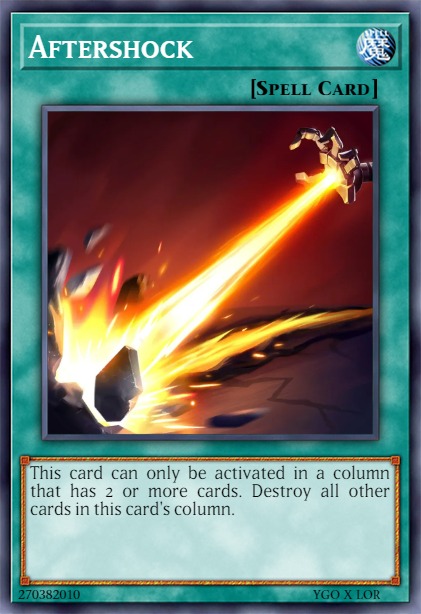 Aftershock
魔
[Spell Card]
This card can only be activated in a column
that has 2 or more cards. Destroy all other
cards in this card's column.
270382010
YGO X LOR